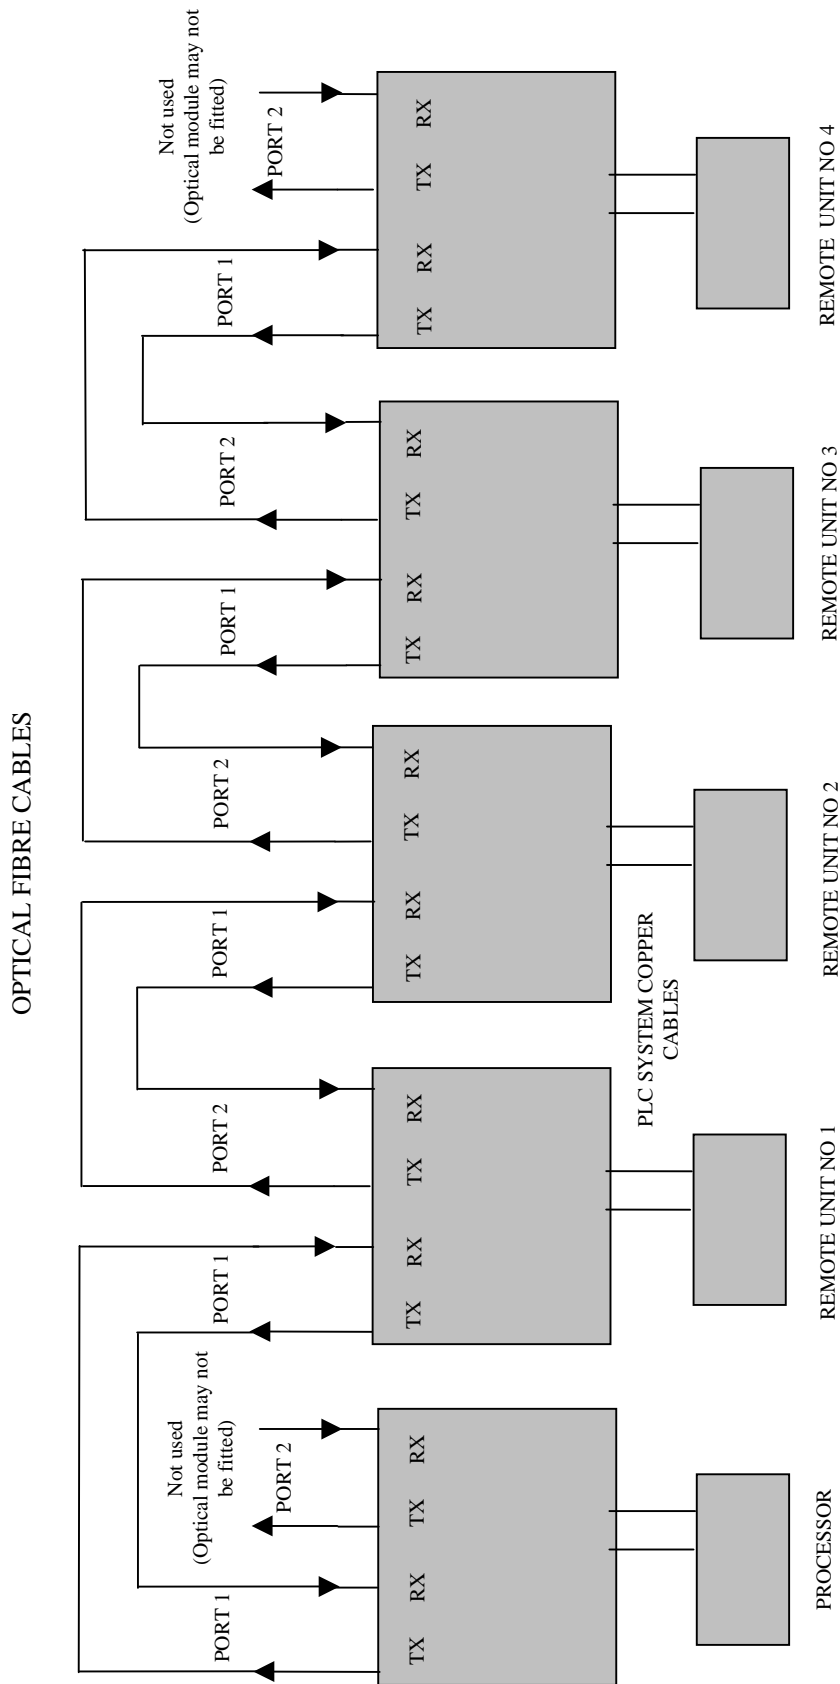 OPTICAL FIBRE CABLES
Not used
(Optical module may not
be fitted)
Not used
(Optical module may not
be fitted)
PORT 1
PORT 2
PORT 1
PORT 2
PORT 1
PORT 2
PORT 1
PORT 2
PORT 1
PORT 2
TX
RX
TX
RX
TX
RX
TX
RX
TX
RX
TX
RX
TX
RX
TX
RX
TX
RX
TX
RX
PLC SYSTEM COPPER
CABLES
PROCESSOR
REMOTE UNIT NO 1
REMOTE UNIT NO 2
REMOTE UNIT NO 3
REMOTE UNIT NO 4